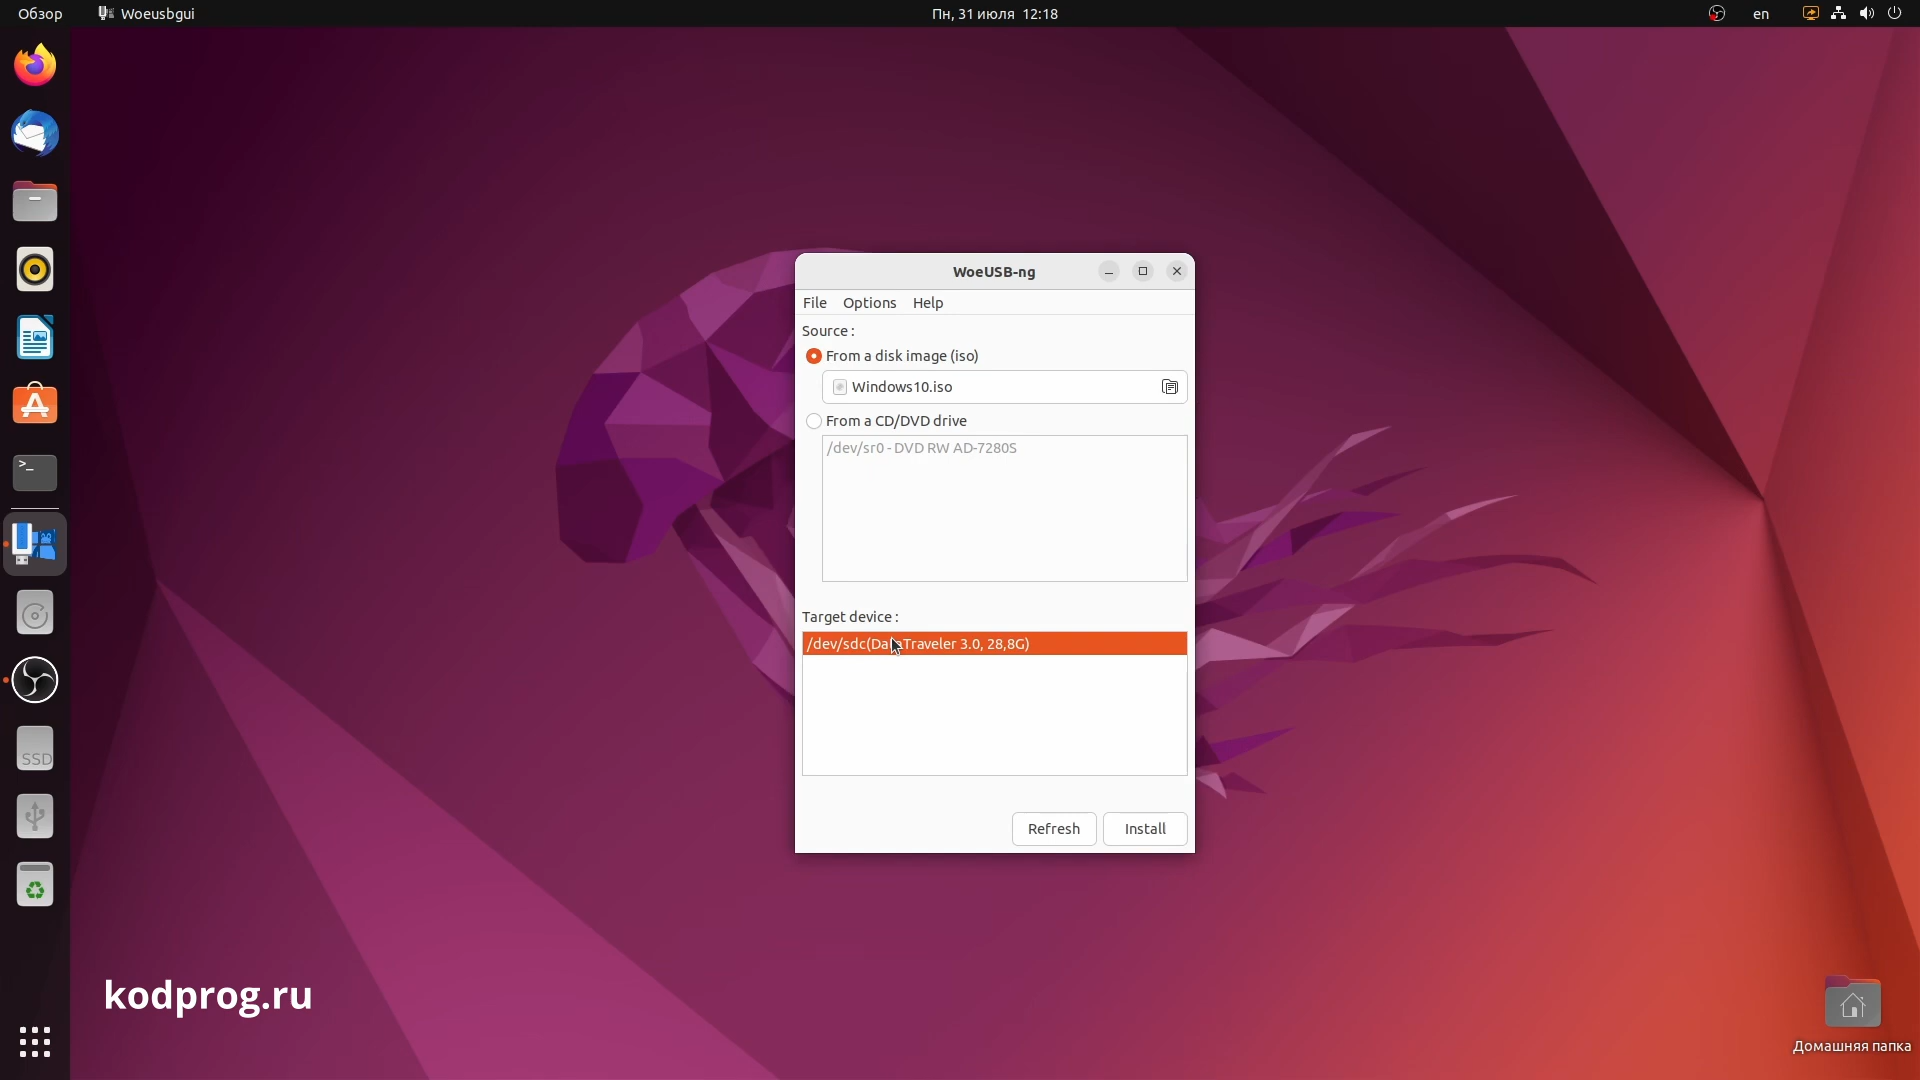 Обзор
Woeusbgui
Пн, 31 июля 12:18
en
WoeUSB-ng
File
Options
Help
Source :
From a disk image (iso)
Windows10.iso
From a CD/DVD drive
/dev/sr0 - DVD RW AD-7280S
Target device :
/dev/sdc(DataTraveler 3.0, 28,8G)
Refresh
Install
>_
SSD
kodprog.ru
Домашняя папка